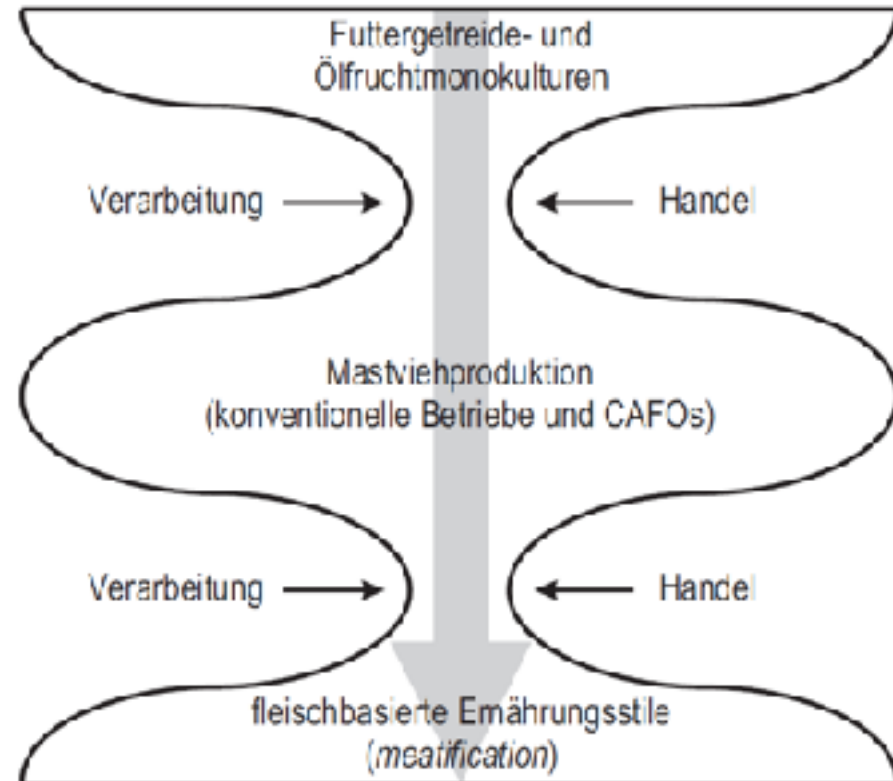 Futtergetreide- und
Ölfruchtmonokulturen
Verarbeitung
Handel
Mastviehproduktion
(konventionelle Betriebe und CAFOs)
Verarbeitung
Handel
fleischbasierte Ernährungsstile
(meatification)